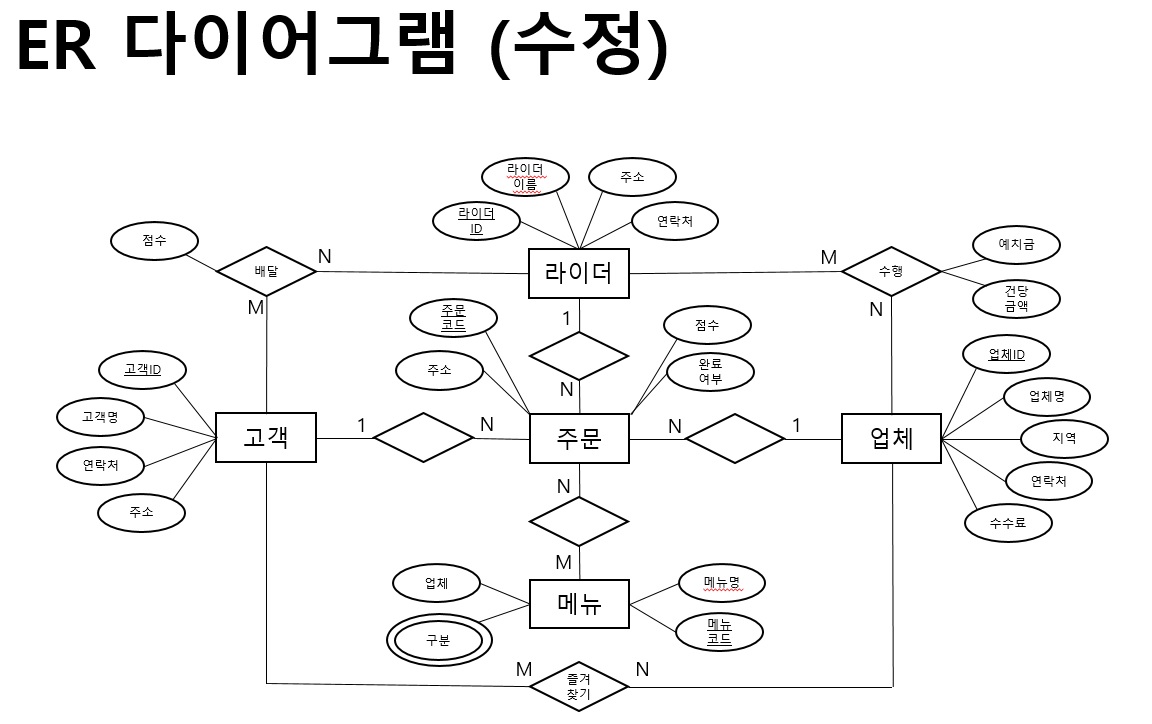 ER 다이어그램 (수정)
라이더
이름
주소
라이더
ID
연락처
점수
예치금
배달
N
라이더
M
수행
건당
금액
M
N
주문
코드
1
점수
업체ID
고객ID
주소
완료
여부
N
업체명
고객명
고객
1
N
주문
N
1
업체
지역
연락처
연락처
주소
N
수수료
M
업체
메뉴명
메뉴
구분
메뉴
코드
M
즐겨
찾기
N